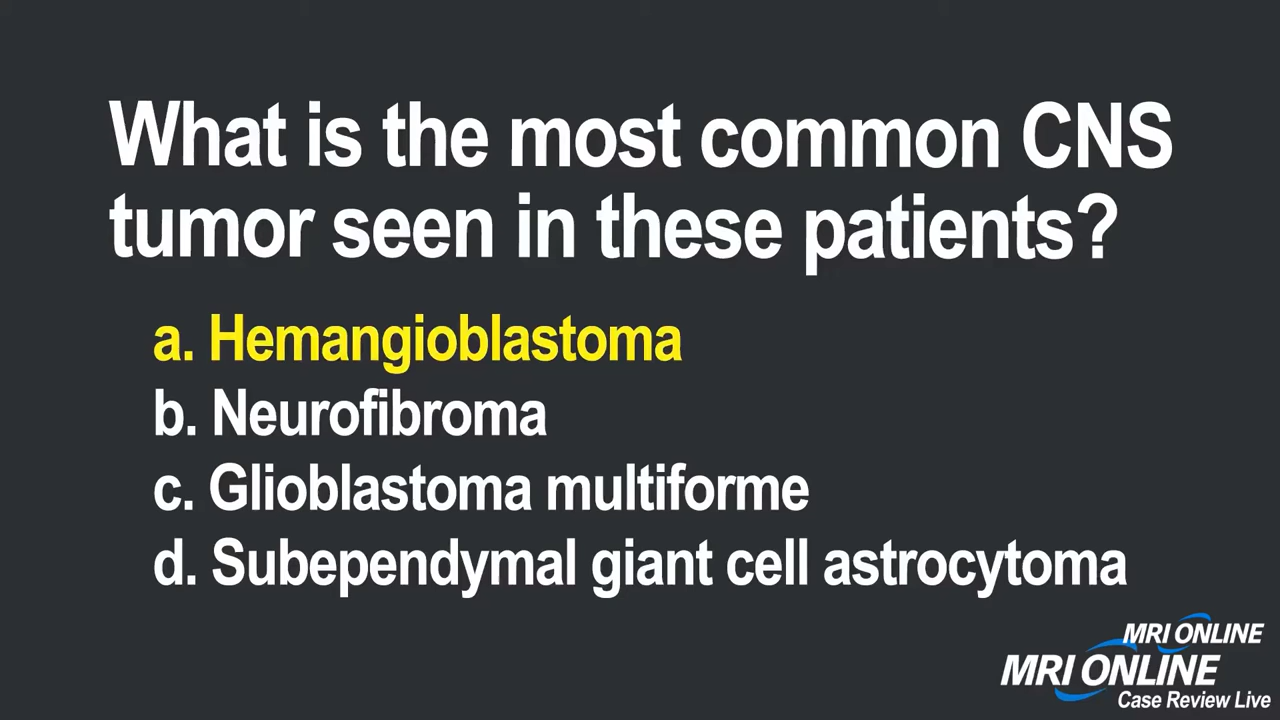 What is the most common CNS
tumor seen in these patients?
a. Hemangioblastoma
b. Neurofibroma
c. Glioblastoma multiforme
d. Subependymal giant cell astrocytoma
MRI ONLINE
MRI ONLINE
Case Review Live